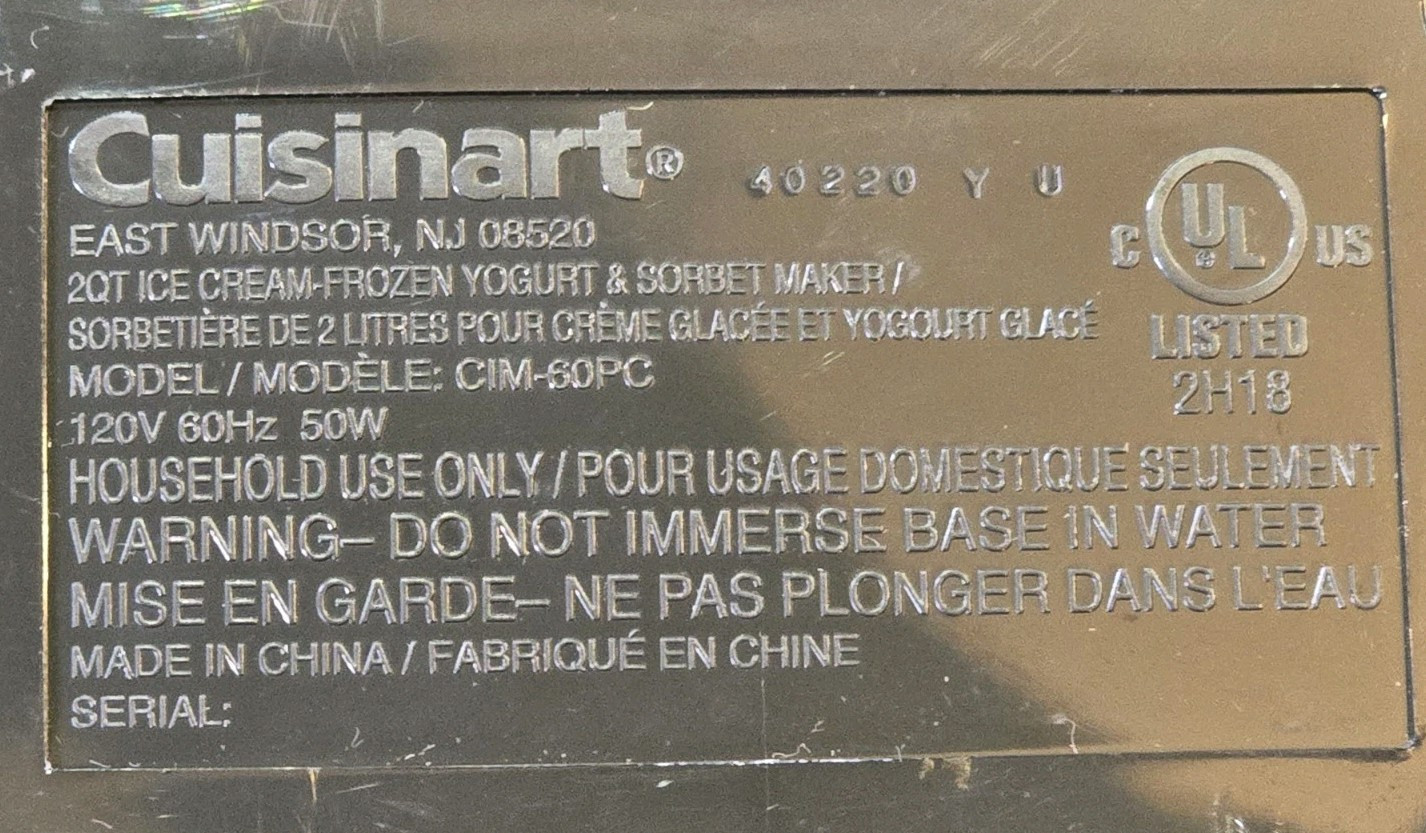 Cuisinart® 40220 Y U
EAST WINDSOR, NJ 08520
2QT ICE CREAM-FROZEN YOGURT & SORBET MAKER /
SORBETIÈRE DE 2 LITRES POUR CRÈME GLACÉE ET YOGOURT GLACÉ
MODEL / MODÈLE: CIM-60PC
120V 60Hz 50W
HOUSEHOLD USE ONLY / POUR USAGE DOMESTIQUE SEULEMENT
WARNING– DO NOT IMMERSE BASE IN WATER
MISE EN GARDE– NE PAS PLONGER DANS L'EAU
MADE IN CHINA / FABRIQUÉ EN CHINE
SERIAL:
C UL® US
LISTED
2H18